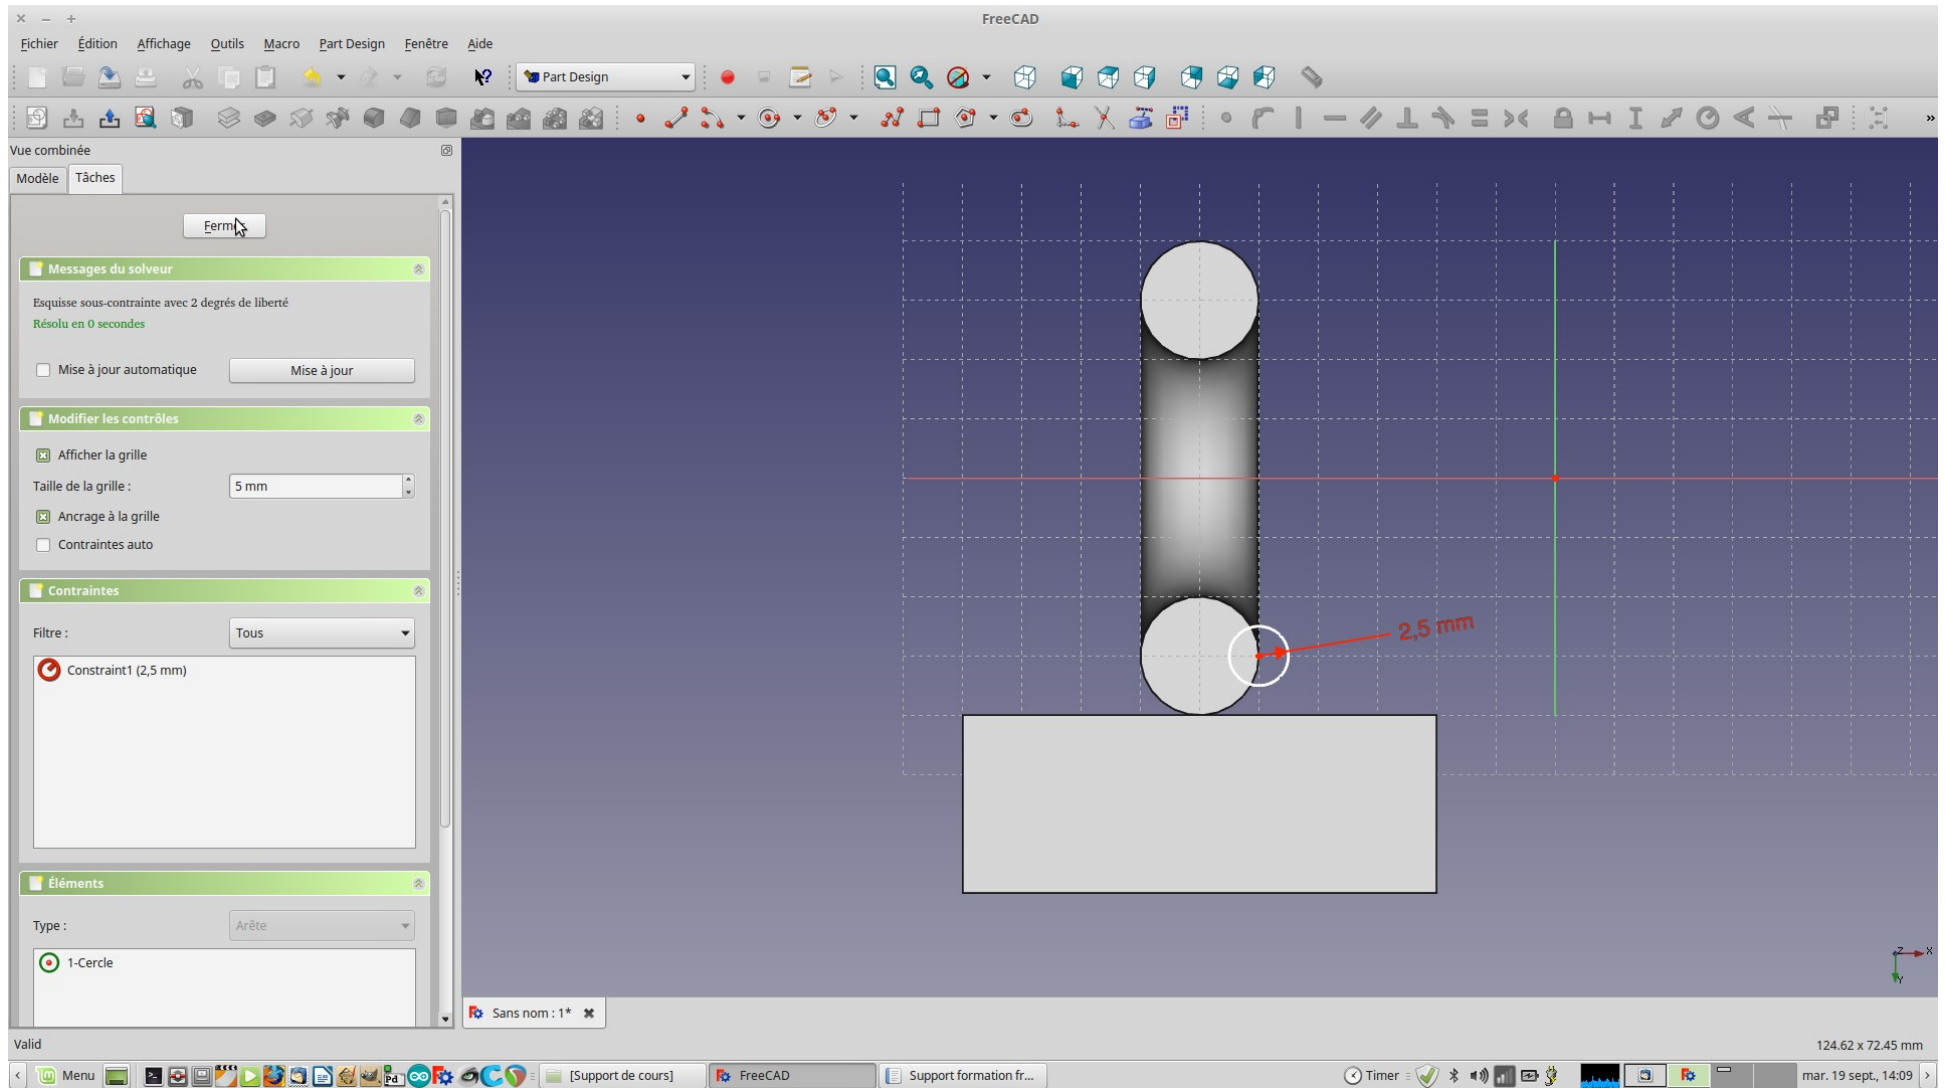 FreeCAD
Fichier Édition Affichage Outils Macro Part Design Fenêtre Aide
Part Design
Vue combinée
Modèle Tâches
Messages du solveur
Esquisse sous-contrainte avec 2 degrés de liberté
Résolu en 0 secondes
Mise à jour automatique Mise à jour
Modifier les contrôles
Afficher la grille
Taille de la grille : 5 mm
Ancrage à la grille
Contraintes auto
Contraintes
Filtre : Tous
Constraint1 (2,5 mm)
2,5 mm
Éléments
Type : Arête
1-Cercle
Z X
Y
Sans nom : 1*
Valid
124.62 x 72.45 mm
Menu Pd [Support de cours] FreeCAD Support formation fr... Timer mar. 19 sept., 14:09